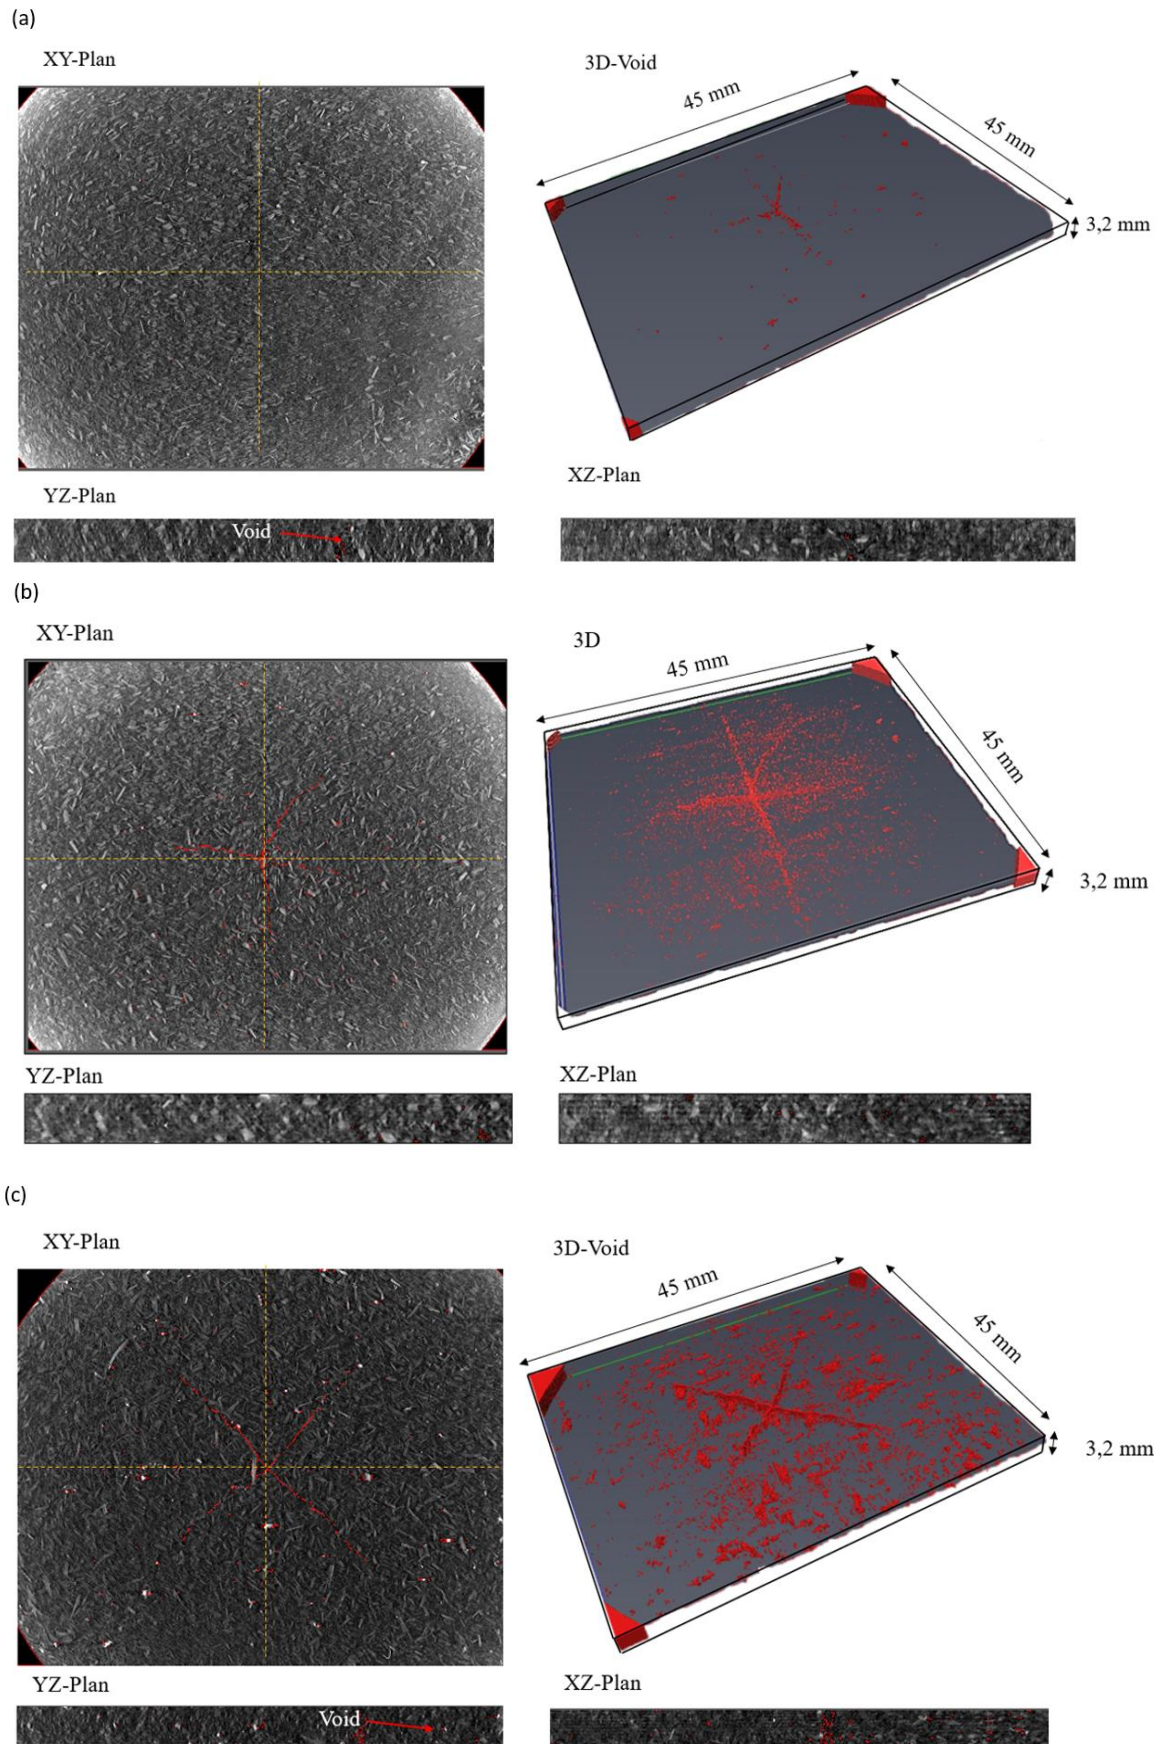 (a)
XY-Plan
3D-Void
45 mm
45 mm
3,2 mm
YZ-Plan
XZ-Plan
Void
(b)
XY-Plan
3D
45 mm
45 mm
3,2 mm
YZ-Plan
XZ-Plan
(c)
XY-Plan
3D-Void
45 mm
45 mm
3,2 mm
YZ-Plan
XZ-Plan
Void